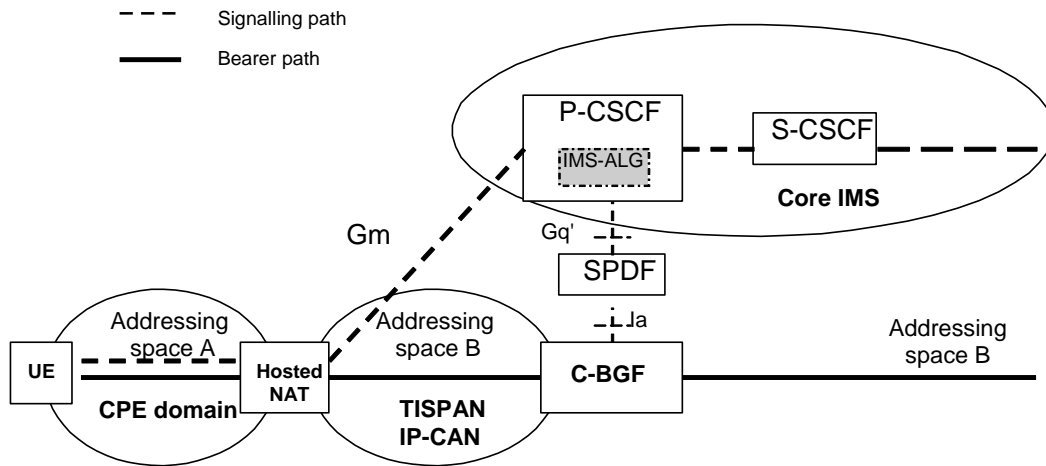 Signalling path
Bearer path
P-CSCF
IMS-ALG
S-CSCF
Core IMS
Gm
Gq'
SPDF
Ia
Addressing
space A
Addressing
space B
Addressing
space B
UE
Hosted
NAT
C-BGF
CPE domain
TISPAN
IP-CAN